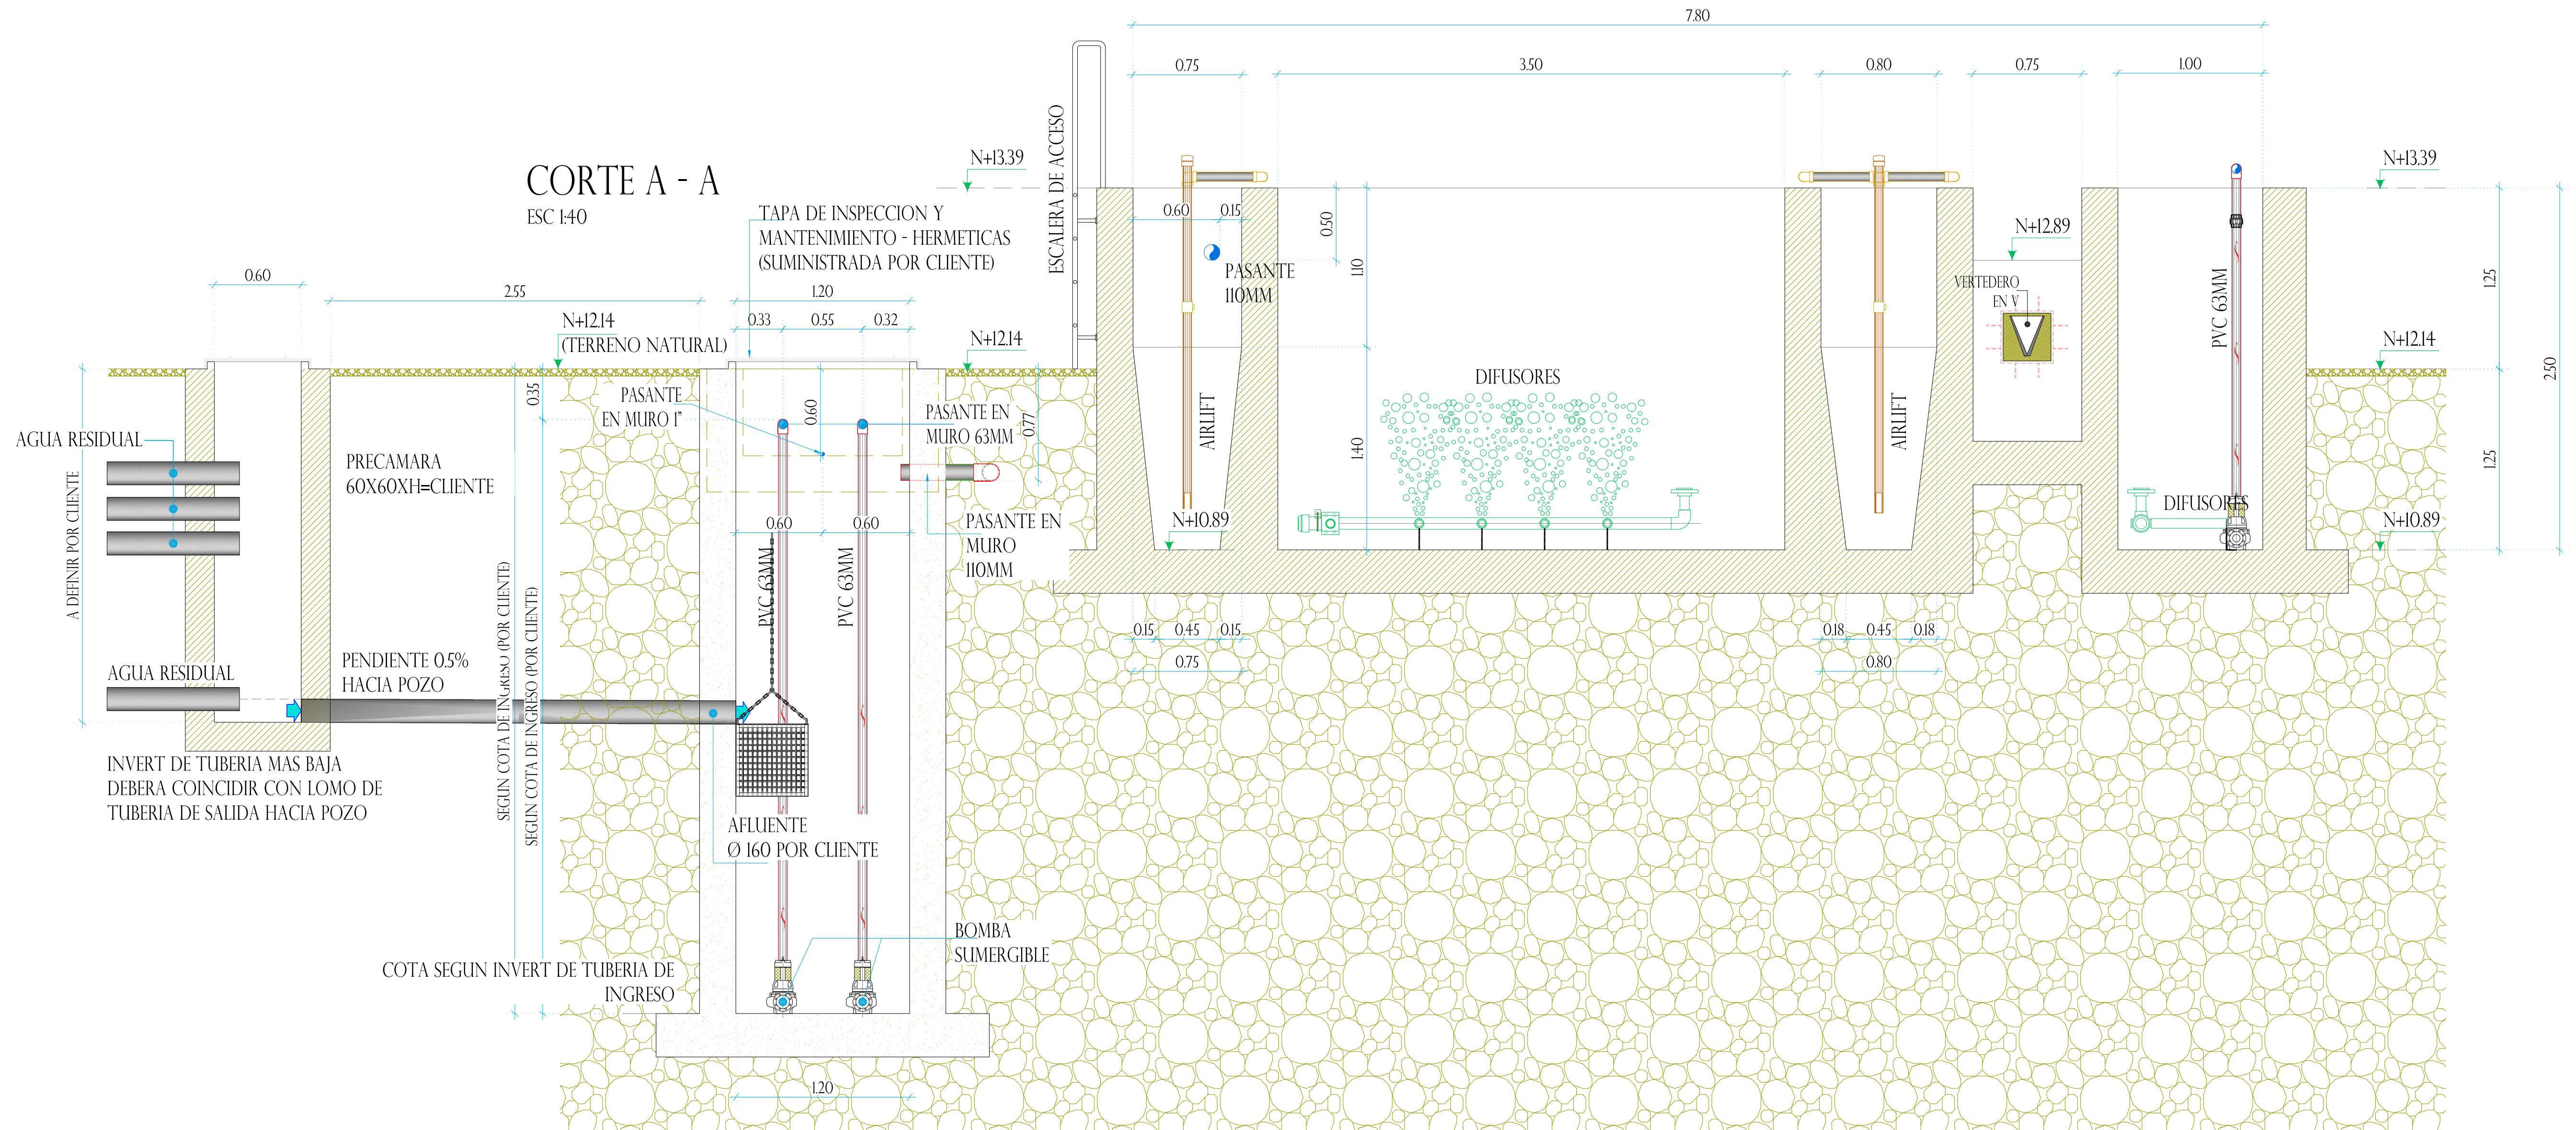 7.80
0.75
3.50
0.80
0.75
1.00
ESCALERA DE ACCESO
N+13.39
N+13.39
CORTE A - A
ESC 1:40
TAPA DE INSPECCION Y
MANTENIMIENTO - HERMETICAS
(SUMINISTRADA POR CLIENTE)
0.60
0.15
0.50
1.10
PASANTE
110MM
N+12.89
VERTEDERO
EN V
PVC 63MM
1.25
2.50
0.60
2.55
1.20
0.33
0.55
0.32
N+12.14
(TERRENO NATURAL)
N+12.14
N+12.14
0.35
0.60
0.77
PASANTE
EN MURO 1"
PASANTE EN
MURO 63MM
AIRLIFT
1.40
DIFUSORES
AIRLIFT
1.25
AGUA RESIDUAL
A DEFINIR POR CLIENTE
PRECAMARA
60X60XH=CLIENTE
0.60
0.60
PASANTE EN
MURO
110MM
N+10.89
DIFUSORES
N+10.89
PVC 63MM
PVC 63MM
SEGUN COTA DE INGRESO (POR CLIENTE)
SEGUN COTA DE INGRESO (POR CLIENTE)
0.15
0.45
0.15
0.75
0.18
0.45
0.18
0.80
AGUA RESIDUAL
PENDIENTE 0.5%
HACIA POZO
INVERT DE TUBERIA MAS BAJA
DEBERA COINCIDIR CON LOMO DE
TUBERIA DE SALIDA HACIA POZO
AFLUENTE
Ø 160 POR CLIENTE
BOMBA
SUMERGIBLE
COTA SEGUN INVERT DE TUBERIA DE
INGRESO
1.20